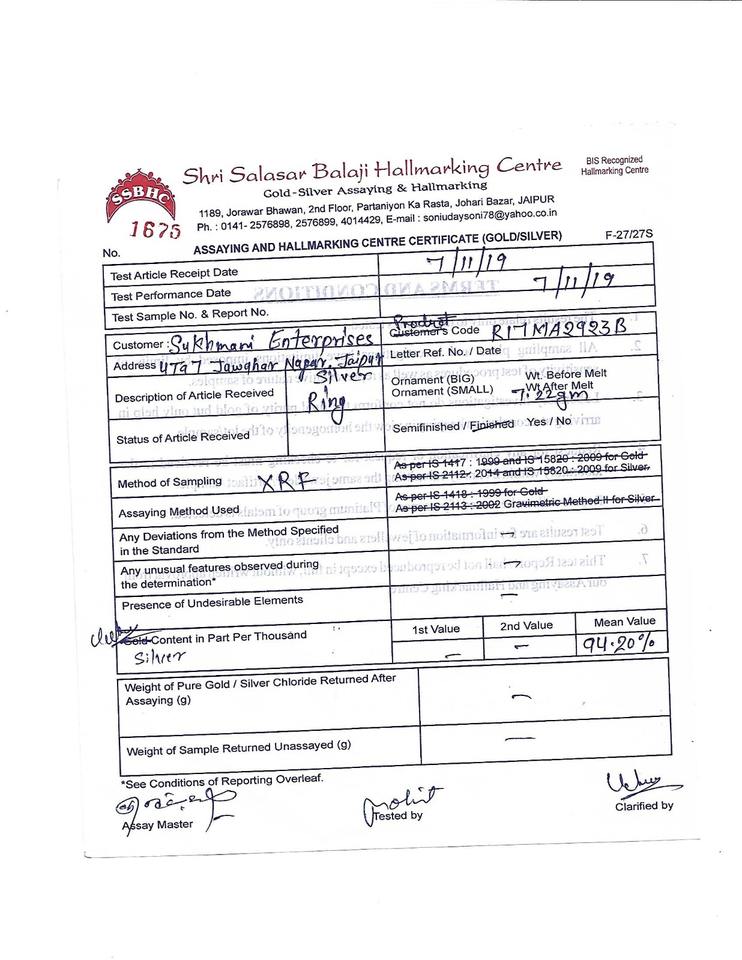 SSBHC
Shri Salasar Balaji Hallmarking Centre
BIS Recognized
Hallmarking Centre
Gold-Silver Assaying & Hallmarking
1189, Jorawar Bhawan, 2nd Floor, Partaniyon Ka Rasta, Johari Bazar, JAIPUR
Ph. : 0141- 2576898, 2576899, 4014429, E-mail : soniudaysoni78@yahoo.co.in
1675
No.
ASSAYING AND HALLMARKING CENTRE CERTIFICATE (GOLD/SILVER)
F-27/27S
Test Article Receipt Date 7/11/19
Test Performance Date 7/11/19
Test Sample No. & Report No.
Customer : Sukhmani Enterprises
Product
Customer's Code RITMA2923B
Address 4Ta7 Jawahar Nagar, Jaipur
Letter Ref. No. / Date
Description of Article Received Silver
Ring
Ornament (BIG) Wt. Before Melt
Ornament (SMALL) Wt After Melt
7.22gm
Status of Article Received
Semifinished / Finished Yes / No
Method of Sampling XRF
As per IS 1417 : 1999 and IS 15820 : 2009 for Gold
As per IS 2112 : 2014 and IS 15820 : 2009 for Silver
Assaying Method Used
As per IS 1418 : 1999 for Gold
As per IS 2113 : 2002 Gravimetric Method II for Silver
Any Deviations from the Method Specified
in the Standard
Any unusual features observed during
the determination*
Presence of Undesirable Elements
Gold Content in Part Per Thousand
Silver
1st Value 2nd Value Mean Value
94.20%
Weight of Pure Gold / Silver Chloride Returned After
Assaying (g)
Weight of Sample Returned Unassayed (g)
*See Conditions of Reporting Overleaf.
Assay Master
Mohit
Tested by
Clarified by